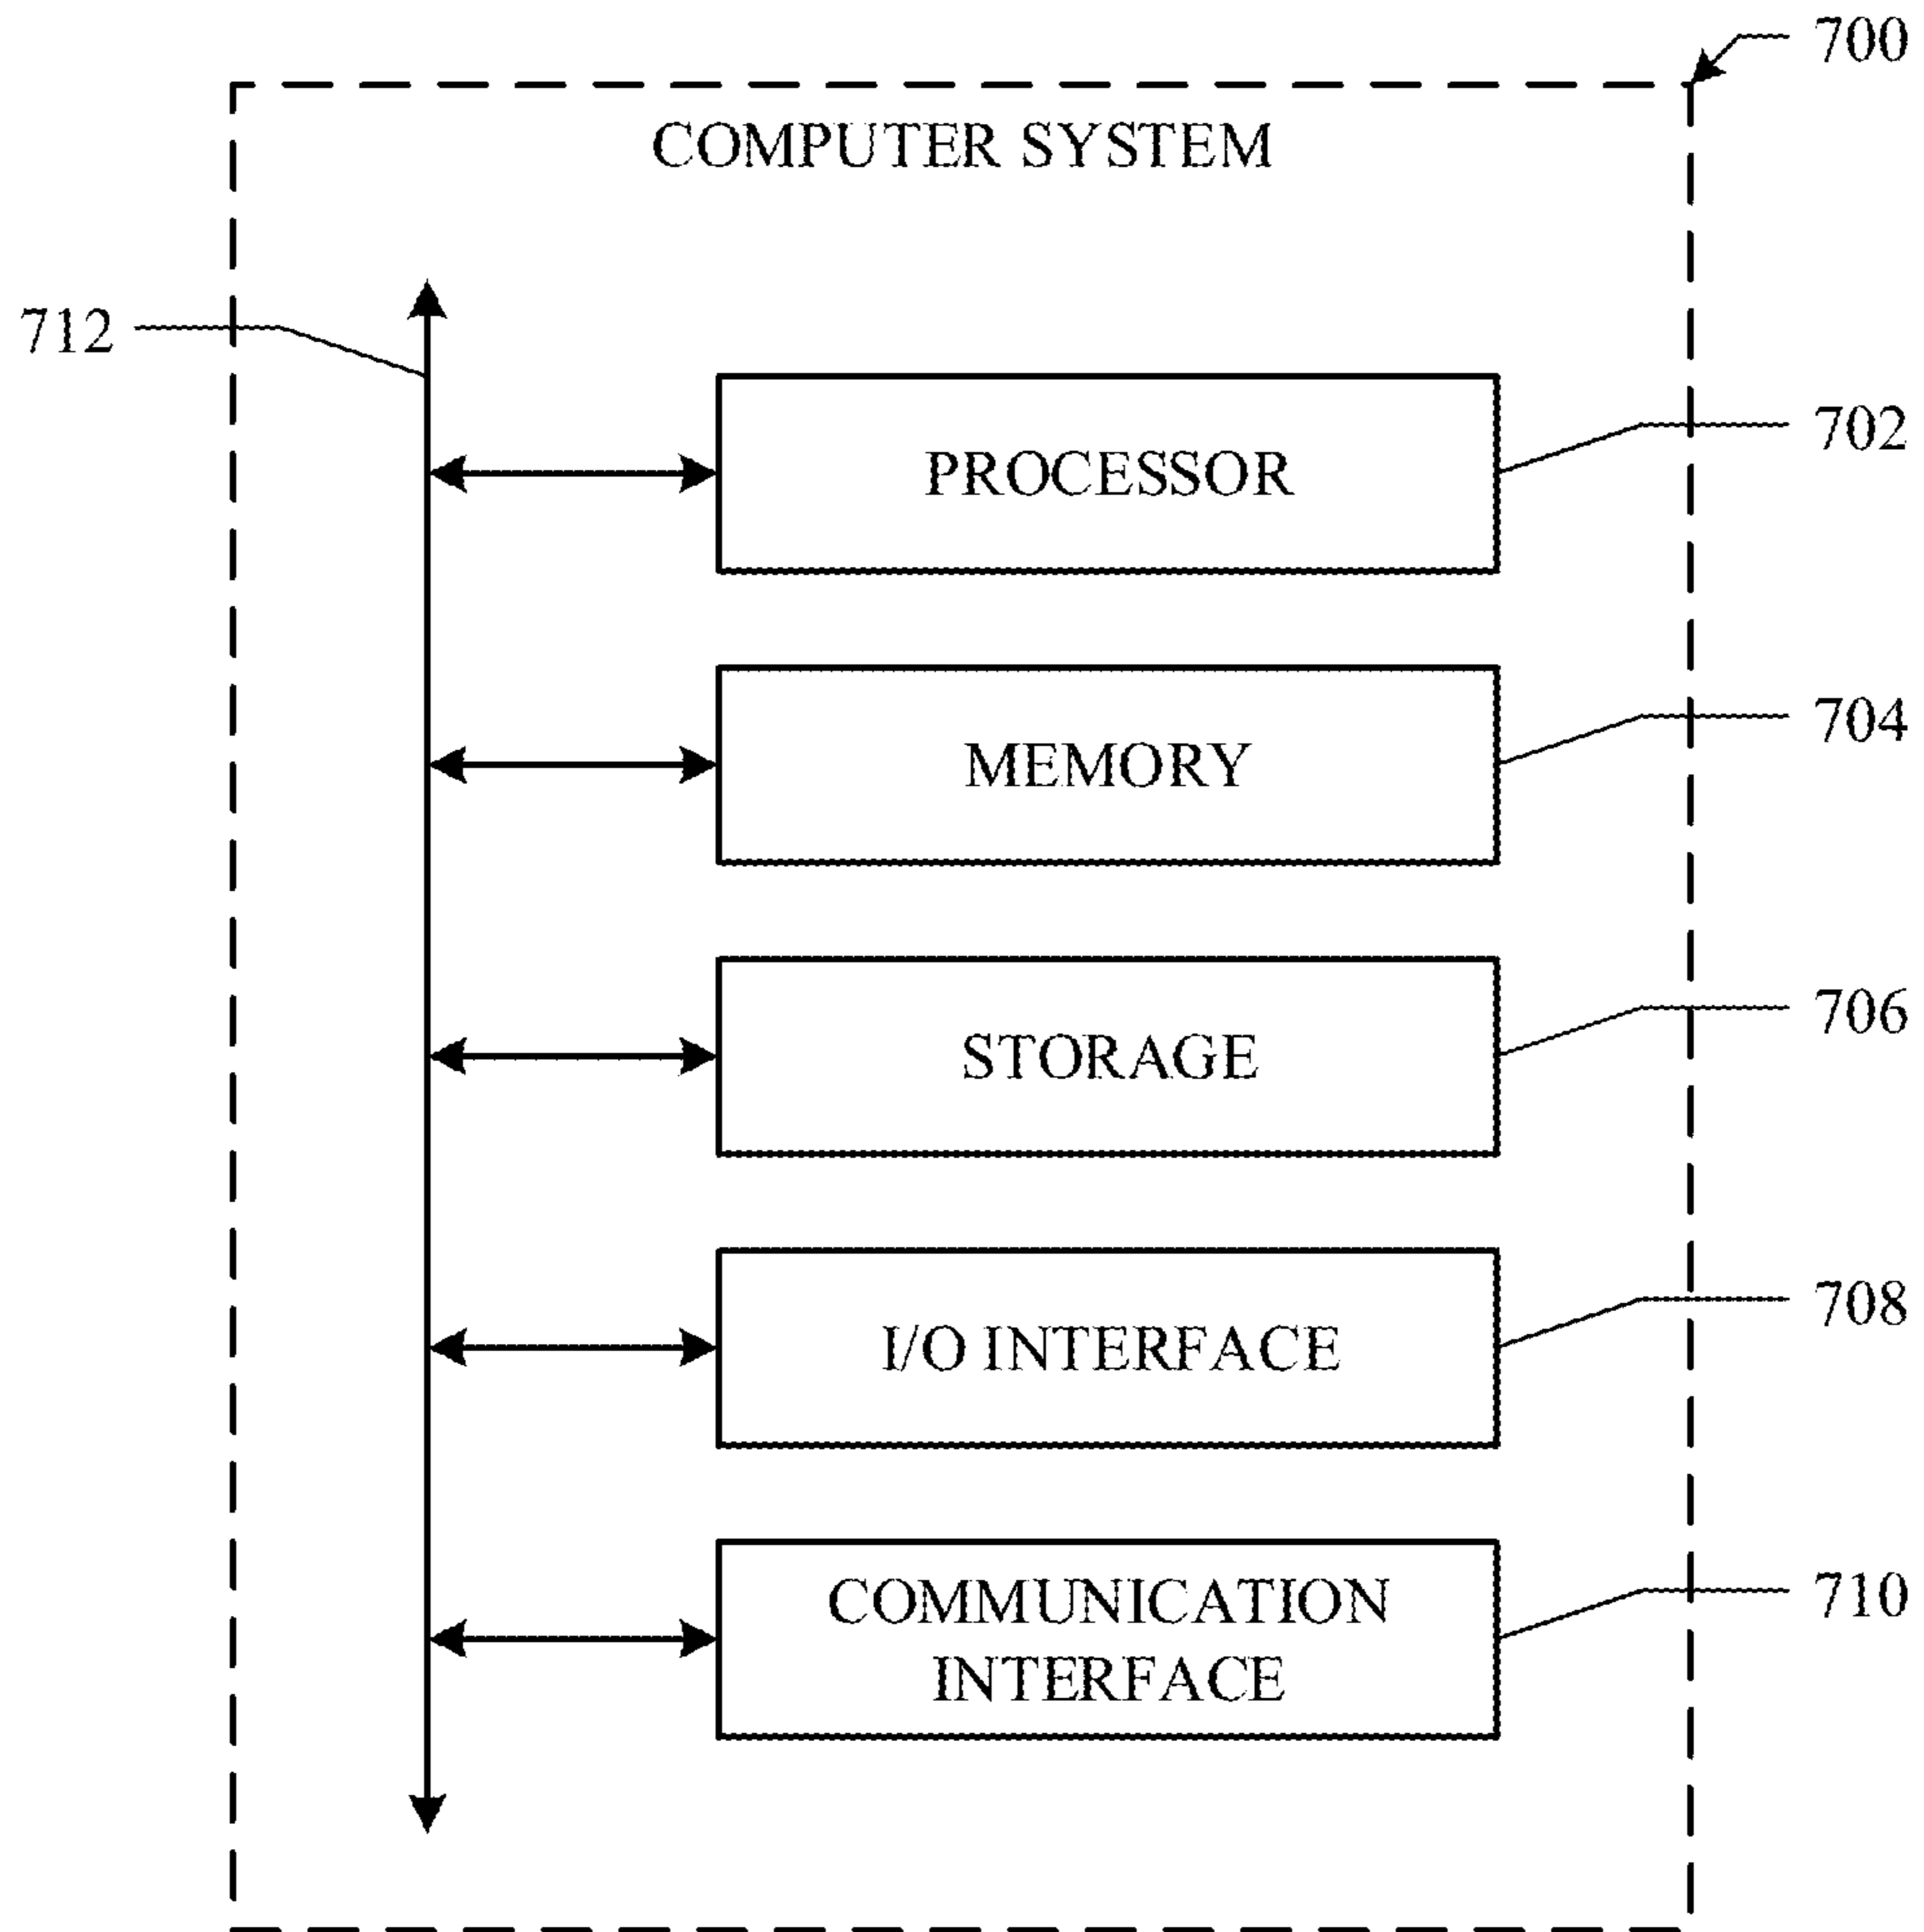 700
COMPUTER SYSTEM
712
PROCESSOR
702
MEMORY
704
STORAGE
706
I/O INTERFACE
708
COMMUNICATION
INTERFACE
710